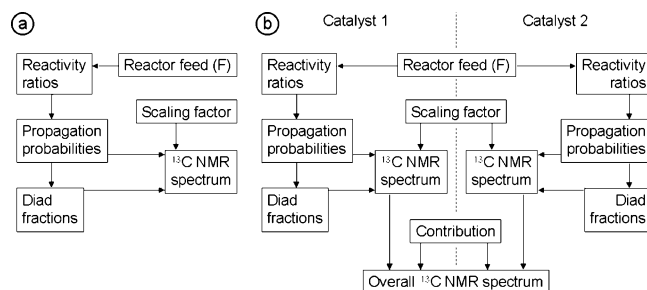 a
Reactivity
ratios
Reactor feed (F)
Scaling factor
Propagation
probabilities
¹³C NMR
spectrum
Diad
fractions
b
Catalyst 1
Catalyst 2
Reactivity
ratios
Reactor feed (F)
Reactivity
ratios
Scaling factor
Propagation
probabilities
¹³C NMR
spectrum
¹³C NMR
spectrum
Propagation
probabilities
Diad
fractions
Diad
fractions
Contribution
Overall ¹³C NMR spectrum